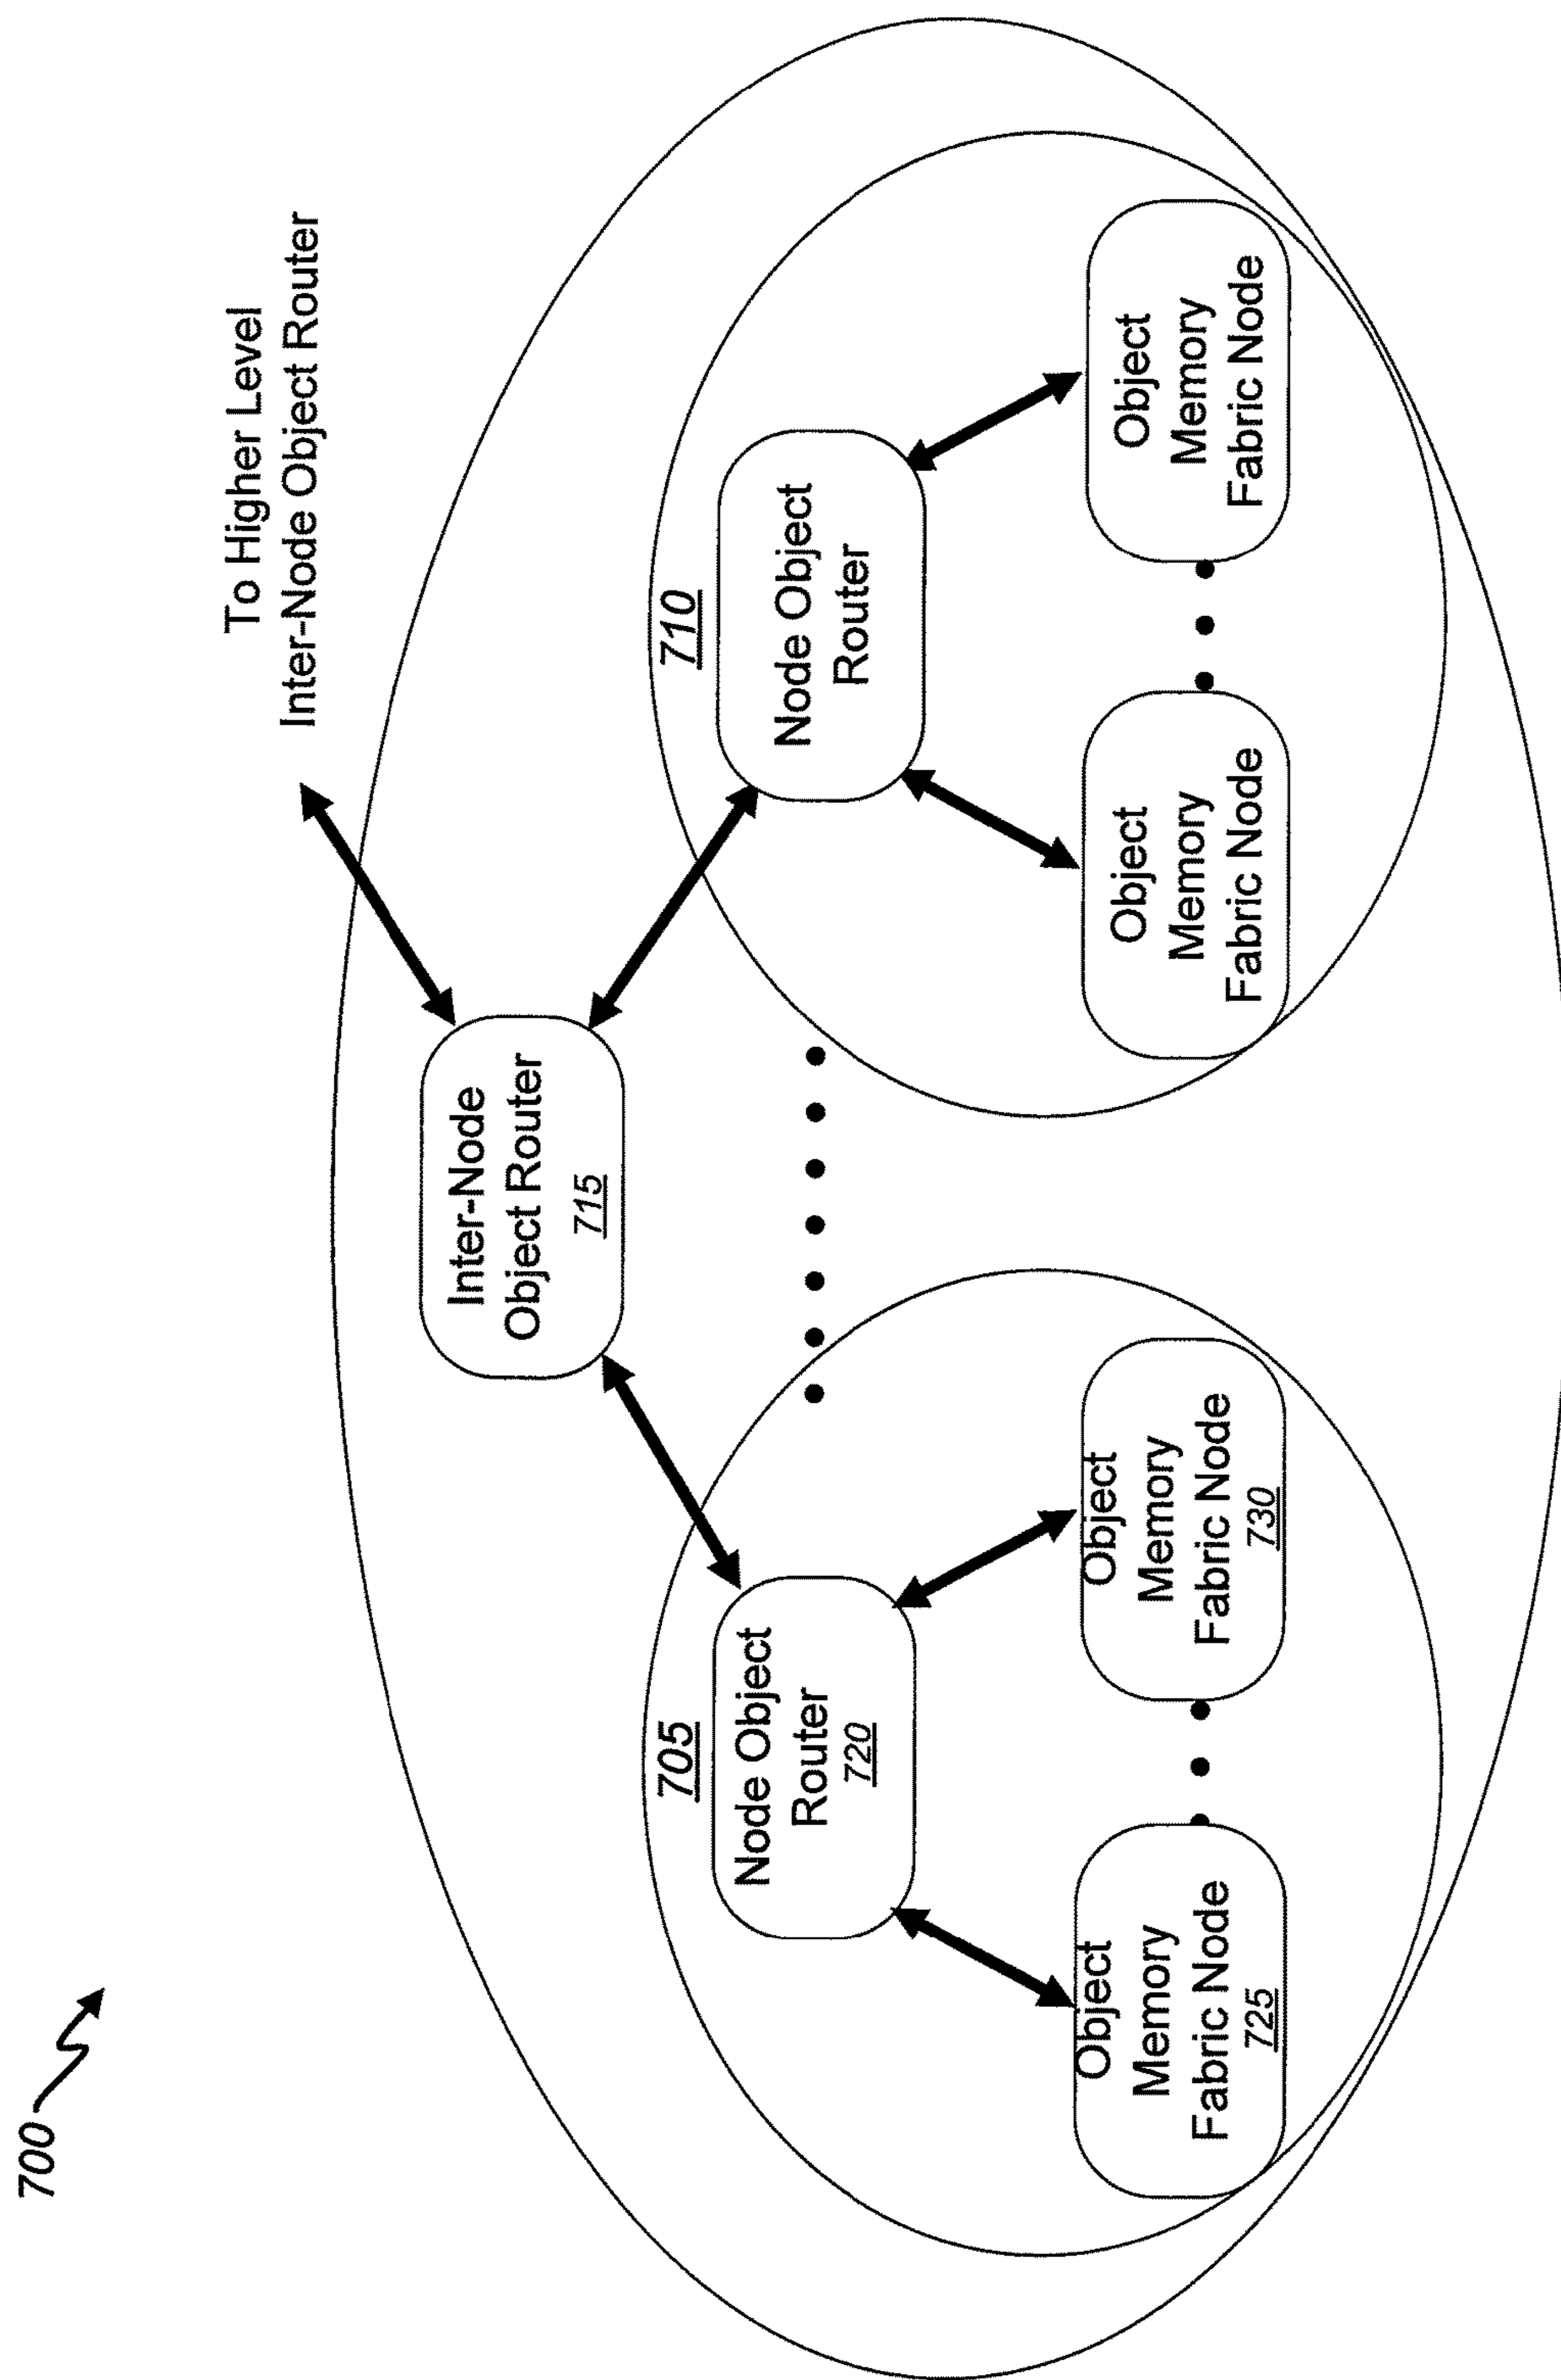 700
To Higher Level
Inter-Node Object Router
Inter-Node
Object Router
715
705
Node Object
Router
720
Object
Memory
Fabric Node
725
Object
Memory
Fabric Node
730
710
Node Object
Router
Object
Memory
Fabric Node
Object
Memory
Fabric Node